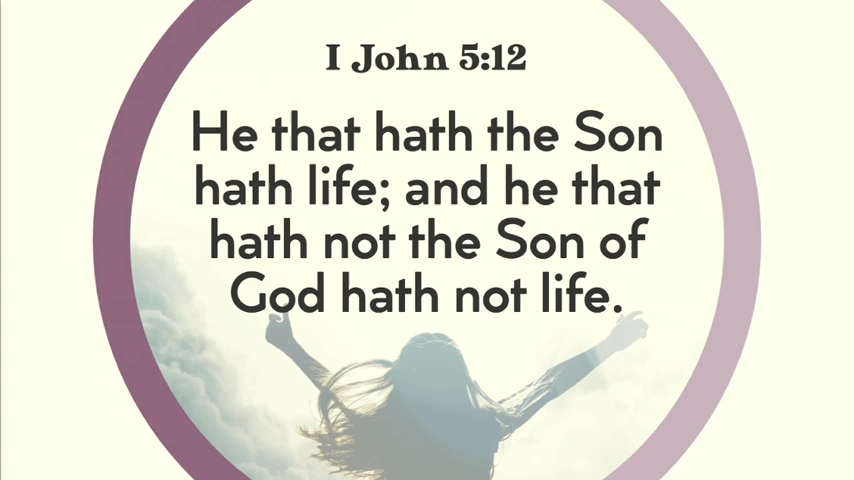 I John 5:12
He that hath the Son
hath life; and he that
hath not the Son of
God hath not life.